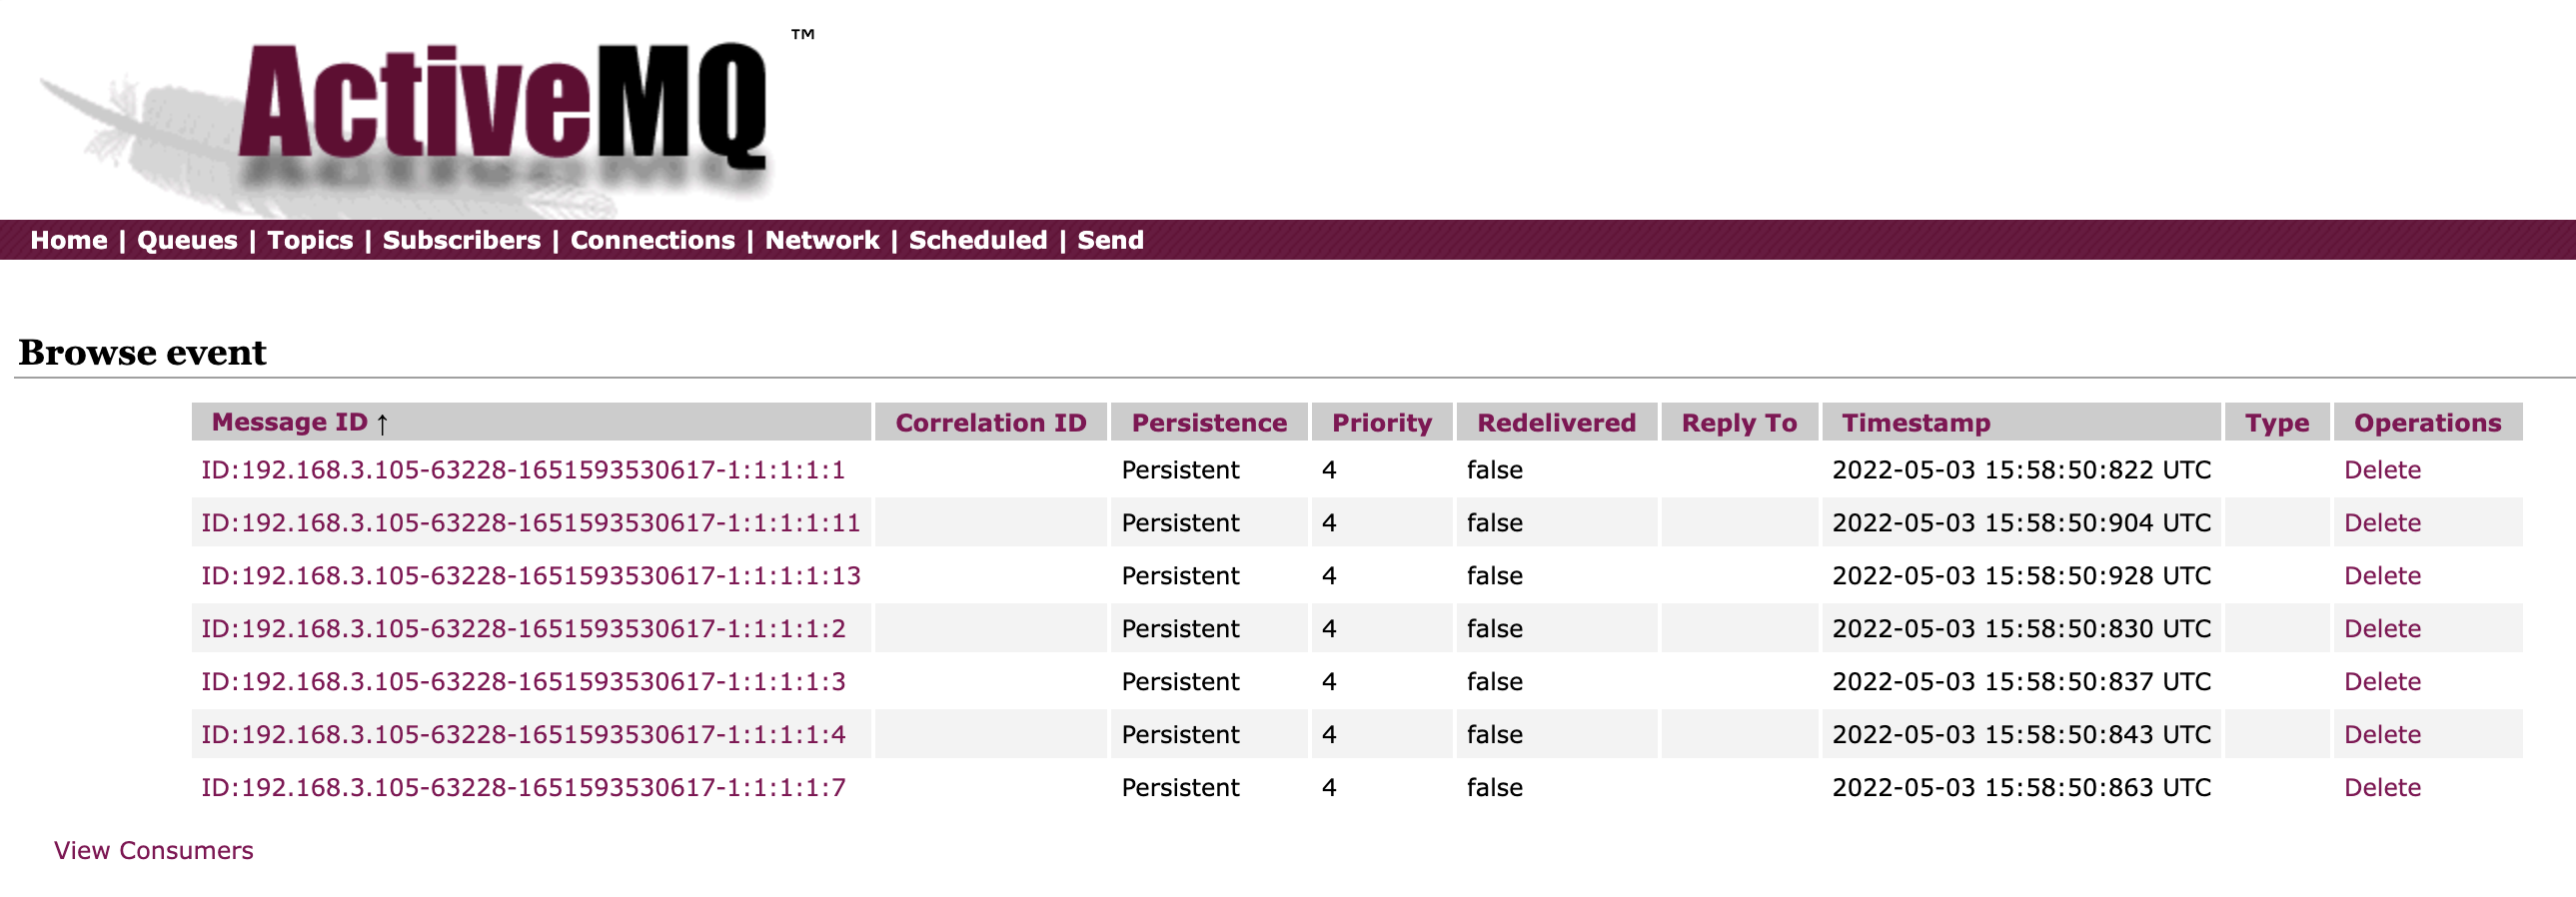 ActiveMQ ™
Home | Queues | Topics | Subscribers | Connections | Network | Scheduled | Send
Browse event
Message ID ↑ Correlation ID Persistence Priority Redelivered Reply To Timestamp Type Operations
ID:192.168.3.105-63228-1651593530617-1:1:1:1:1 Persistent 4 false 2022-05-03 15:58:50:822 UTC Delete
ID:192.168.3.105-63228-1651593530617-1:1:1:1:11 Persistent 4 false 2022-05-03 15:58:50:904 UTC Delete
ID:192.168.3.105-63228-1651593530617-1:1:1:1:13 Persistent 4 false 2022-05-03 15:58:50:928 UTC Delete
ID:192.168.3.105-63228-1651593530617-1:1:1:1:2 Persistent 4 false 2022-05-03 15:58:50:830 UTC Delete
ID:192.168.3.105-63228-1651593530617-1:1:1:1:3 Persistent 4 false 2022-05-03 15:58:50:837 UTC Delete
ID:192.168.3.105-63228-1651593530617-1:1:1:1:4 Persistent 4 false 2022-05-03 15:58:50:843 UTC Delete
ID:192.168.3.105-63228-1651593530617-1:1:1:1:7 Persistent 4 false 2022-05-03 15:58:50:863 UTC Delete
View Consumers